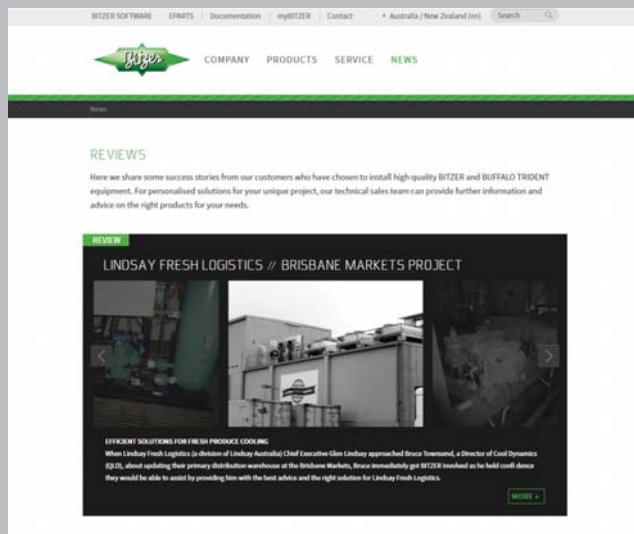 BITZER SOFTWARE EPARTS Documentation myBITZER Contact Australia / New Zealand (en) Search
Bitzer
COMPANY PRODUCTS SERVICE NEWS
News
REVIEWS
Here we share some success stories from our customers who have chosen to install high quality BITZER and BUFFALO TRIDENT
equipment. For personalised solutions for your unique project, our technical sales team can provide further information and
advice on the right products for your needs.
REVIEW
LINDSAY FRESH LOGISTICS // BRISBANE MARKETS PROJECT
EFFICIENT SOLUTIONS FOR FRESH PRODUCE COOLING
When Lindsay Fresh Logistics (a division of Lindsay Australia) Chief Executive Glen Lindsay approached Bruce Townsend, a Director of Cool Dynamics
(QLD), about updating their primary distribution warehouse at the Brisbane Markets, Bruce immediately got BITZER involved as he held confi dence
they would be able to assist by providing him with the best advice and the right solution for Lindsay Fresh Logistics.
MORE »